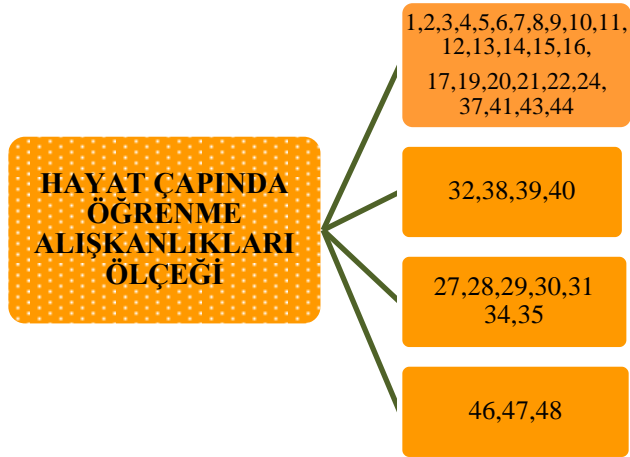 HAYAT ÇAPINDA
ÖĞRENME
ALIŞKANLIKLARI
ÖLÇEĞİ
1,2,3,4,5,6,7,8,9,10,11,
12,13,14,15,16,
17,19,20,21,22,24,
37,41,43,44
32,38,39,40
27,28,29,30,31
34,35
46,47,48